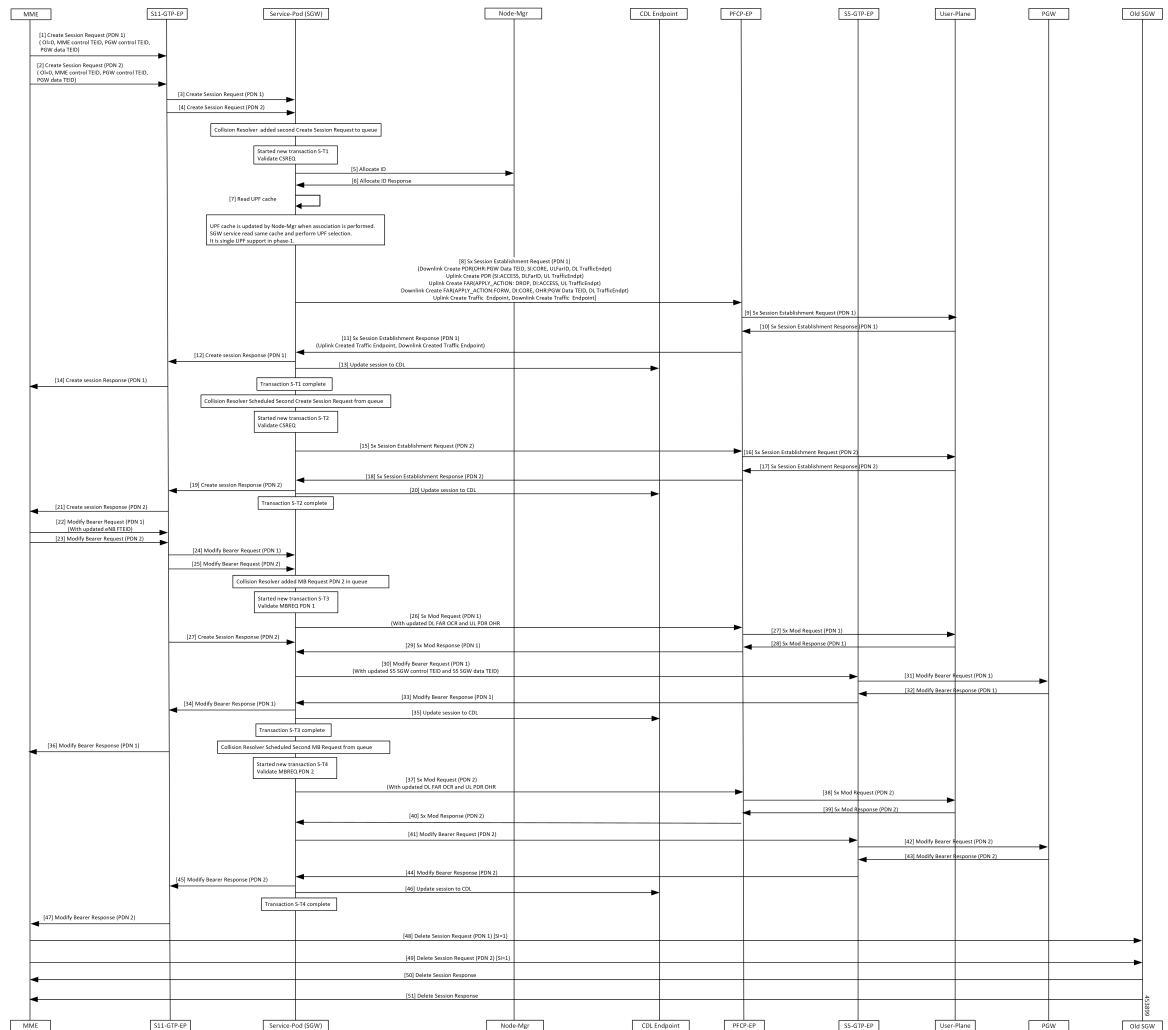 MME
S11-GTP-EP
Service-Pod (SGW)
Node-Mgr
CDL Endpoint
PFCP-EP
S5-GTP-EP
User-Plane
PGW
Old SGW
[1] Create Session Request (PDN 1)
( OI=0, MME control TEID, PGW control TEID,
PGW data TEID)
[2] Create Session Request (PDN 2)
( OI=0, MME control TEID, PGW control TEID,
PGW data TEID)
[3] Create Session Request (PDN 1)
[4] Create Session Request (PDN 2)
Collision Resolver added second Create Session Request to queue
Started new transaction S-T1
Validate CSREQ
[5] Allocate ID
[6] Allocate ID Response
[7] Read UPF cache
UPF cache is updated by Node-Mgr when association is performed.
SGW service read same cache and perform UPF selection.
It is single UPF support in phase-1.
[8] Sx Session Establishment Request (PDN 1)
(Downlink Create PDR(OHR:PGW Data TEID, SI:CORE, ULFarID, DL TrafficEndpt)
Uplink Create PDR (SI:ACCESS, DLFarID, UL TrafficEndpt)
Uplink Create FAR(APPLY_ACTION: DROP, DI:ACCESS, UL TrafficEndpt)
Downlink Create FAR(APPLY_ACTION:FORW, DI:CORE, OHR:PGW Data TEID, DL TrafficEndpt)
Uplink Create Traffic Endpoint, Downlink Create Traffic Endpoint)
[9] Sx Session Establishment Request (PDN 1)
[10] Sx Session Establishment Response (PDN 1)
[11] Sx Session Establishment Response (PDN 1)
(Uplink Created Traffic Endpoint, Downlink Created Traffic Endpoint)
[12] Create session Response (PDN 1)
[13] Update session to CDL
[14] Create session Response (PDN 1)
Transaction S-T1 complete
Collision Resolver Scheduled Second Create Session Request from queue
Started new transaction S-T2
Validate CSREQ
[15] Sx Session Establishment Request (PDN 2)
[16] Sx Session Establishment Request (PDN 2)
[17] Sx Session Establishment Response (PDN 2)
[18] Sx Session Establishment Response (PDN 2)
[19] Create session Response (PDN 2)
[20] Update session to CDL
Transaction S-T2 complete
[21] Create session Response (PDN 2)
[22] Modify Bearer Request (PDN 1)
(With updated eNB FTEID)
[23] Modify Bearer Request (PDN 2)
[24] Modify Bearer Request (PDN 1)
[25] Modify Bearer Request (PDN 2)
Collision Resolver added MB Request PDN 2 in queue
Started new transaction S-T3
Validate MBREQ PDN 1
[26] Sx Mod Request (PDN 1)
(With updated DL FAR OCR and UL PDR OHR
[27] Create Session Response (PDN 2)
[27] Sx Mod Request (PDN 1)
[28] Sx Mod Response (PDN 1)
[29] Sx Mod Response (PDN 1)
[30] Modify Bearer Request (PDN 1)
(With updated S5 SGW control TEID and S5 SGW data TEID)
[31] Modify Bearer Request (PDN 1)
[32] Modify Bearer Response (PDN 1)
[33] Modify Bearer Response (PDN 1)
[34] Modify Bearer Response (PDN 1)
[35] Update session to CDL
Transaction S-T3 complete
[36] Modify Bearer Response (PDN 1)
Collision Resolver Scheduled Second MB Request from queue
Started new transaction S-T4
Validate MBREQ PDN 2
[37] Sx Mod Request (PDN 2)
(With updated DL FAR OCR and UL PDR OHR
[38] Sx Mod Request (PDN 2)
[39] Sx Mod Response (PDN 2)
[40] Sx Mod Response (PDN 2)
[41] Modify Bearer Request (PDN 2)
[42] Modify Bearer Request (PDN 2)
[43] Modify Bearer Response (PDN 2)
[44] Modify Bearer Response (PDN 2)
[45] Modify Bearer Response (PDN 2)
[46] Update session to CDL
Transaction S-T4 complete
[47] Modify Bearer Response (PDN 2)
[48] Delete Session Request (PDN 1) [SI=1]
[49] Delete Session Request (PDN 2) [SI=1]
[50] Delete Session Response
[51] Delete Session Response
453899
MME
S11-GTP-EP
Service-Pod (SGW)
Node-Mgr
CDL Endpoint
PFCP-EP
S5-GTP-EP
User-Plane
PGW
Old SGW